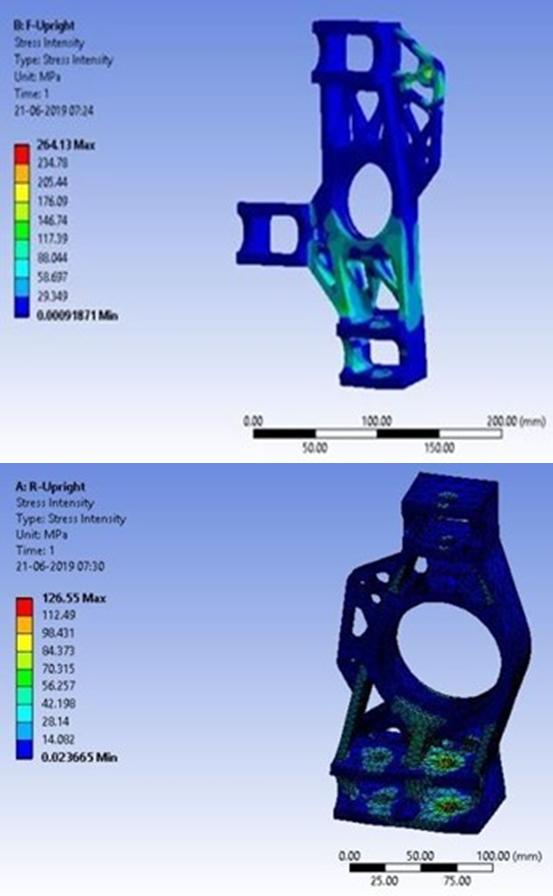 B: F-Upright
Stress Intensity
Type: Stress Intensity
Unit: MPa
Time: 1
21-06-2019 07:24
264.13 Max
234.78
205.44
176.09
146.74
117.39
88.044
58.697
29.349
0.00091871 Min
0.00 100.00 200.00 (mm)
50.00 150.00
A: R-Upright
Stress Intensity
Type: Stress Intensity
Unit: MPa
Time: 1
21-06-2019 07:30
126.55 Max
112.49
98.431
84.373
70.315
56.257
42.198
28.14
14.082
0.023665 Min
0.00 50.00 100.00 (mm)
25.00 75.00